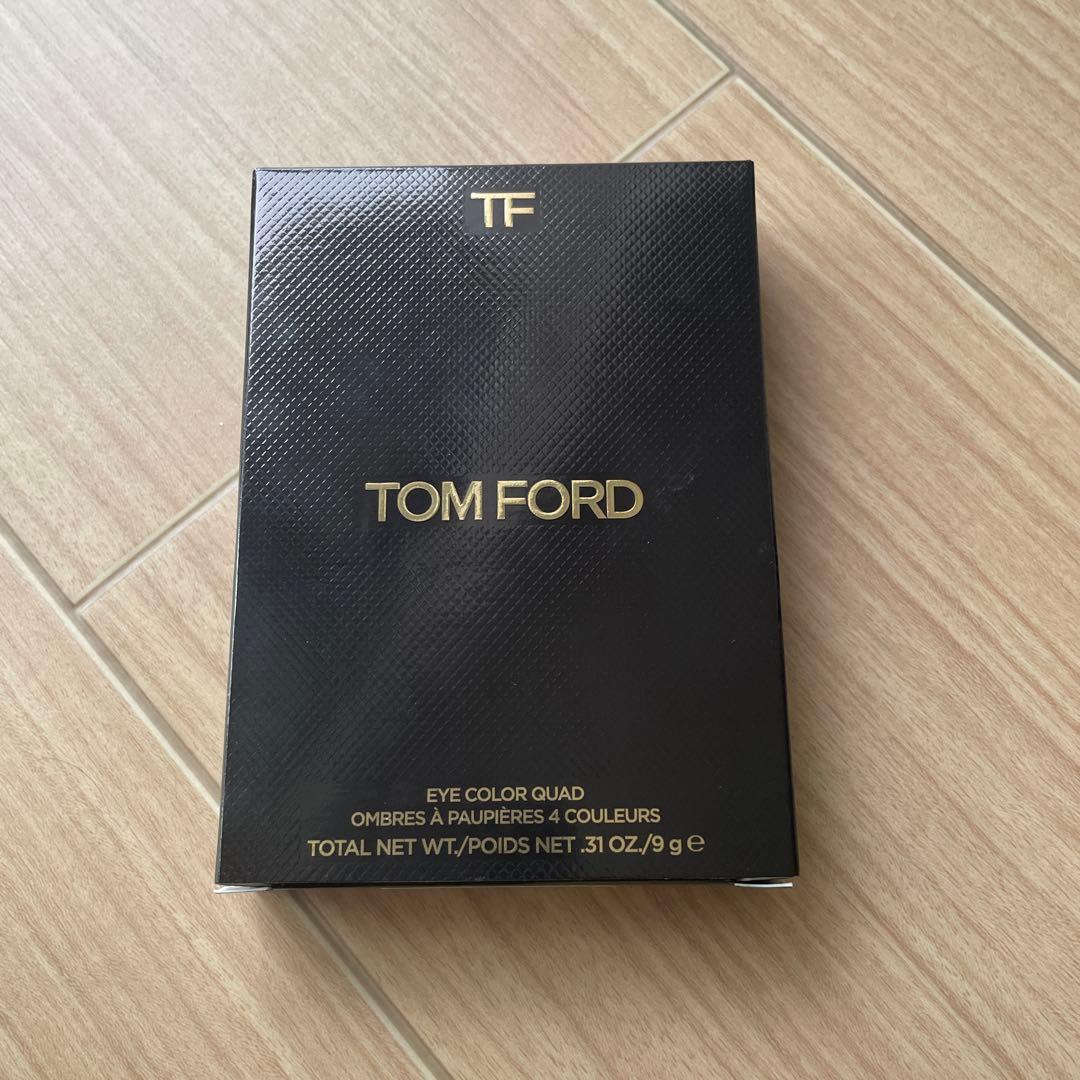 TF
TOM FORD
EYE COLOR QUAD
OMBRES À PAUPIÈRES 4 COULEURS
TOTAL NET WT./POIDS NET .31 OZ./9 g ℮